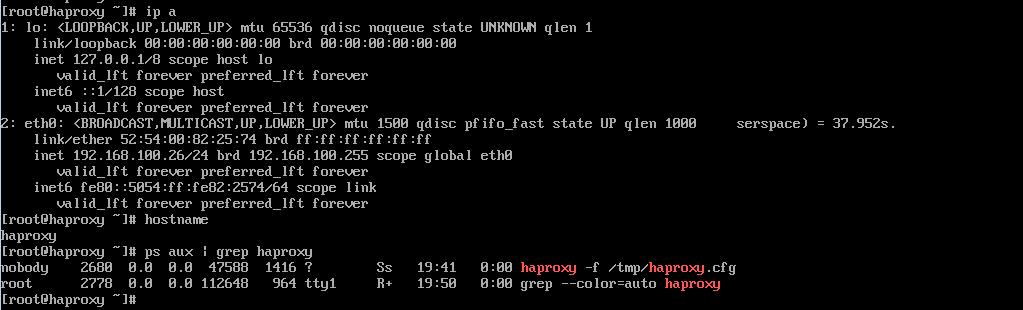 [root@haproxy ~]# ip a
1: lo: <LOOPBACK,UP,LOWER_UP> mtu 65536 qdisc noqueue state UNKNOWN qlen 1
    link/loopback 00:00:00:00:00:00 brd 00:00:00:00:00:00
    inet 127.0.0.1/8 scope host lo
       valid_lft forever preferred_lft forever
    inet6 ::1/128 scope host
       valid_lft forever preferred_lft forever
2: eth0: <BROADCAST,MULTICAST,UP,LOWER_UP> mtu 1500 qdisc pfifo_fast state UP qlen 1000     serspace) = 37.952s.
    link/ether 52:54:00:82:25:74 brd ff:ff:ff:ff:ff:ff
    inet 192.168.100.26/24 brd 192.168.100.255 scope global eth0
       valid_lft forever preferred_lft forever
    inet6 fe80::5054:ff:fe82:2574/64 scope link
       valid_lft forever preferred_lft forever
[root@haproxy ~]# hostname
haproxy
[root@haproxy ~]# ps aux | grep haproxy
nobody    2680  0.0  0.0  47588  1416 ?        Ss   19:41   0:00 haproxy -f /tmp/haproxy.cfg
root      2778  0.0  0.0 112648   964 tty1     R+   19:50   0:00 grep --color=auto haproxy
[root@haproxy ~]#